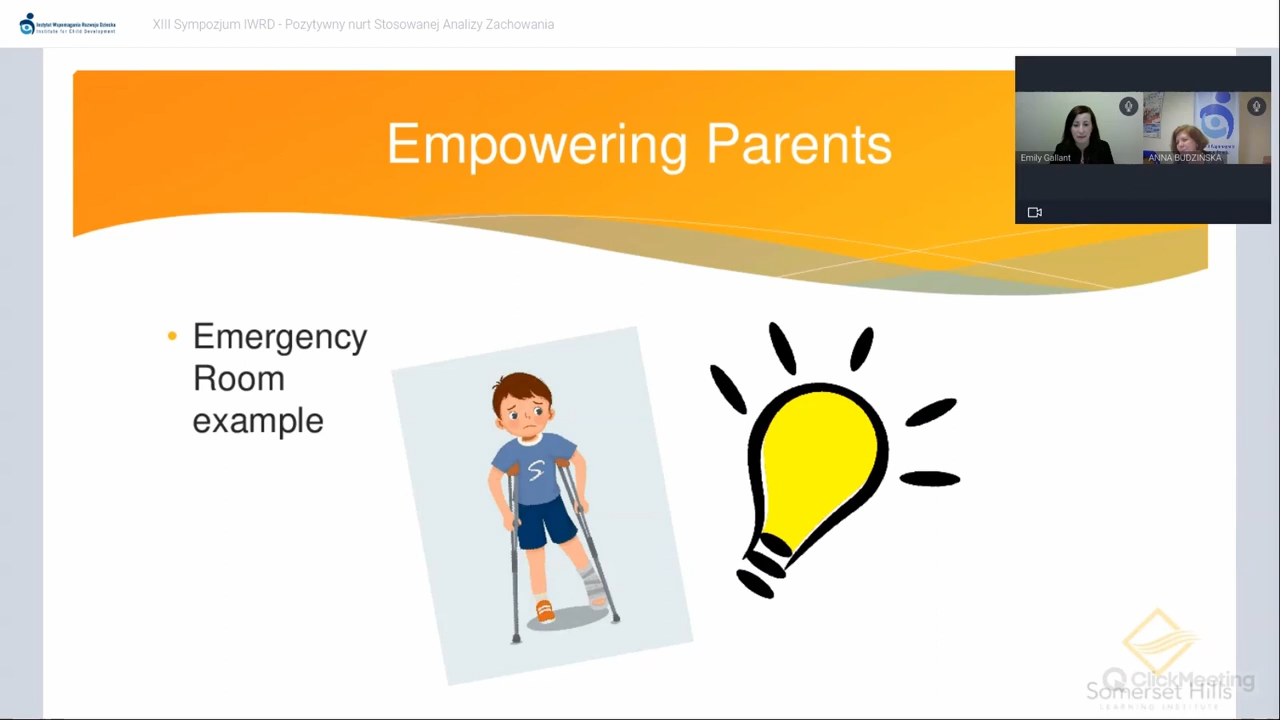 Instytut Wspomagania Rozwoju Dziecka
Institute for Child Development
XIII Sympozjum IWRD - Pozytywny nurt Stosowanej Analizy Zachowania
Empowering Parents
Emily Gallant
ANNA BUDZIŃSKA
• Emergency
Room
example
S
ClickMeeting
Somerset Hills
LEARNING INSTITUTE